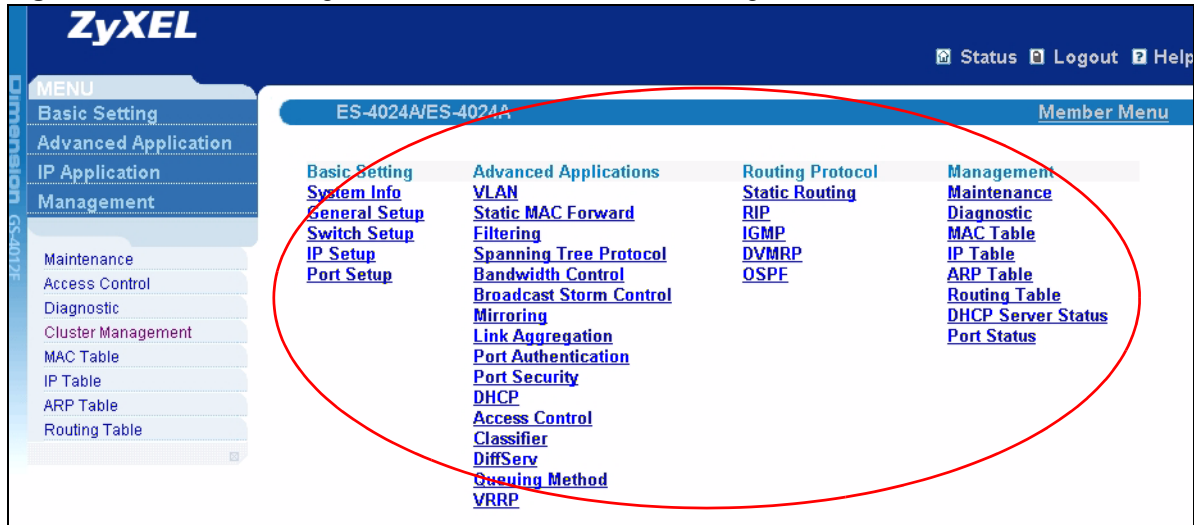 ZyXEL
Status Logout Help
MENU
Basic Setting
Advanced Application
IP Application
Management
Maintenance
Access Control
Diagnostic
Cluster Management
MAC Table
IP Table
ARP Table
Routing Table
Dimension GS-4012F
ES-4024A/ES-4024A
Member Menu
Basic Setting
System Info
General Setup
Switch Setup
IP Setup
Port Setup
Advanced Applications
VLAN
Static MAC Forward
Filtering
Spanning Tree Protocol
Bandwidth Control
Broadcast Storm Control
Mirroring
Link Aggregation
Port Authentication
Port Security
DHCP
Access Control
Classifier
DiffServ
Queuing Method
VRRP
Routing Protocol
Static Routing
RIP
IGMP
DVMRP
OSPF
Management
Maintenance
Diagnostic
MAC Table
IP Table
ARP Table
Routing Table
DHCP Server Status
Port Status